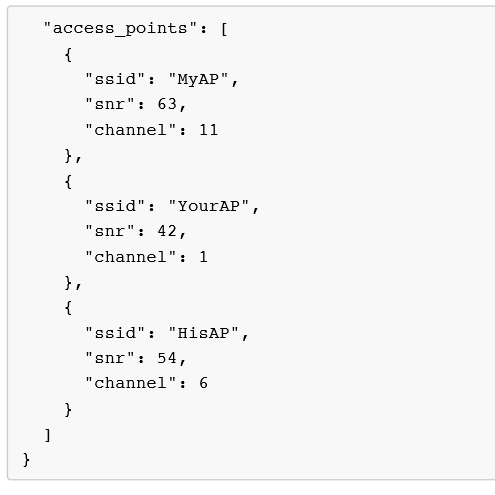 "access_points": [
    {
      "ssid": "MyAP",
      "snr": 63,
      "channel": 11
    },
    {
      "ssid": "YourAP",
      "snr": 42,
      "channel": 1
    },
    {
      "ssid": "HisAP",
      "snr": 54,
      "channel": 6
    }
  ]
}